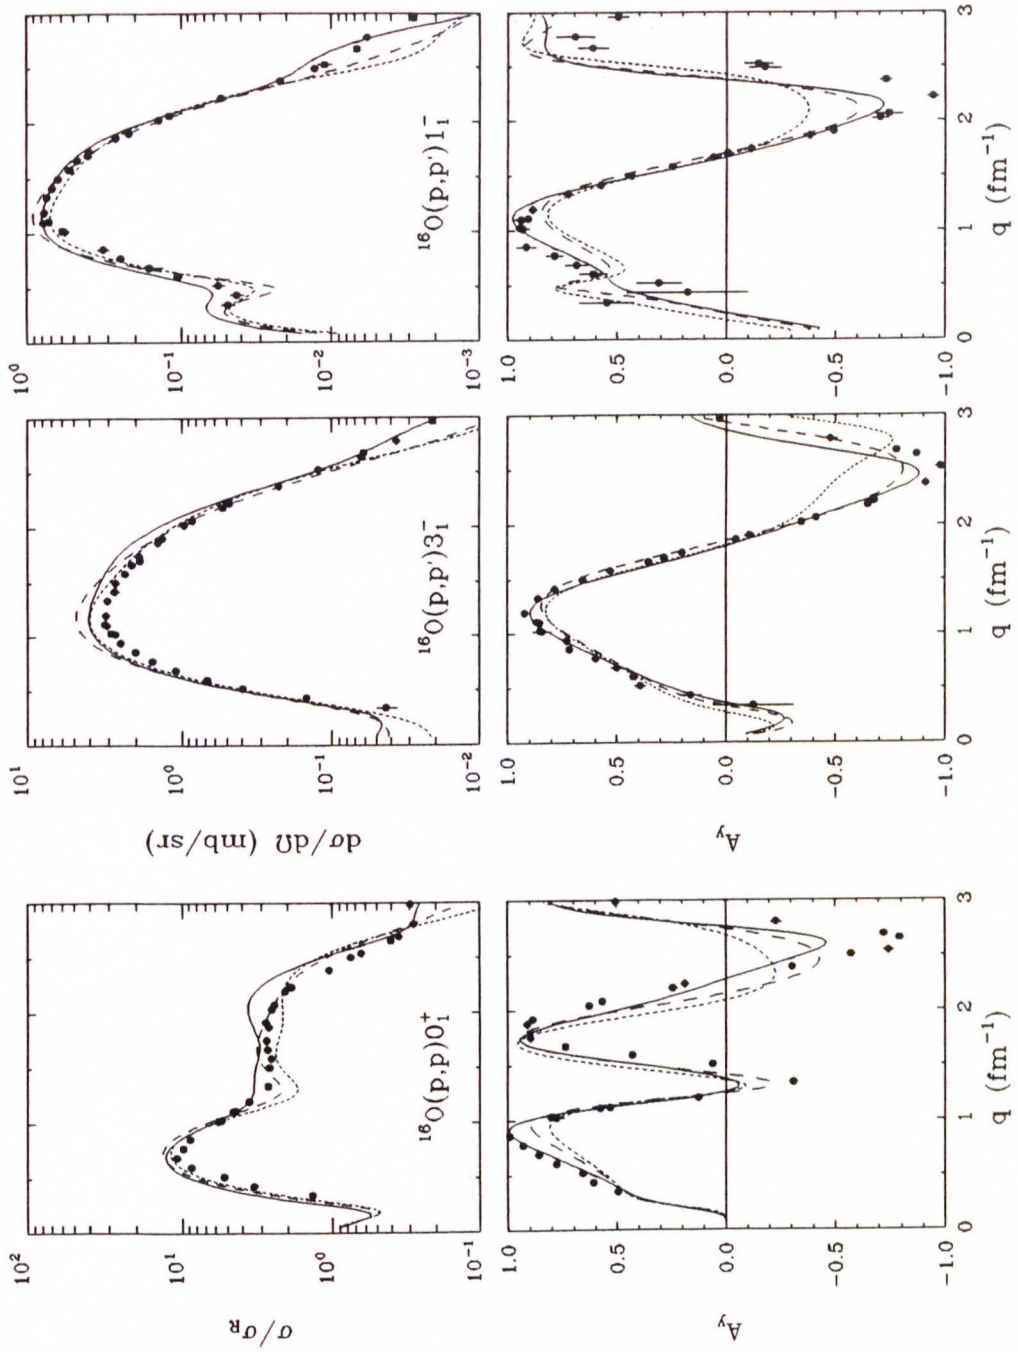 σ/σ_R
10²
10¹
10⁰
10⁻¹
¹⁶O(p,p)0₁⁺
dσ/dΩ (mb/sr)
10¹
10⁰
10⁻¹
10⁻²
¹⁶O(p,p')3₁⁻
10⁰
10⁻¹
10⁻²
10⁻³
¹⁶O(p,p')1₁⁻
A_y
1.0
0.5
0.0
−0.5
−1.0
0 1 2 3
q (fm⁻¹)
A_y
1.0
0.5
0.0
−0.5
−1.0
0 1 2 3
q (fm⁻¹)
1.0
0.5
0.0
−0.5
−1.0
0 1 2 3
q (fm⁻¹)